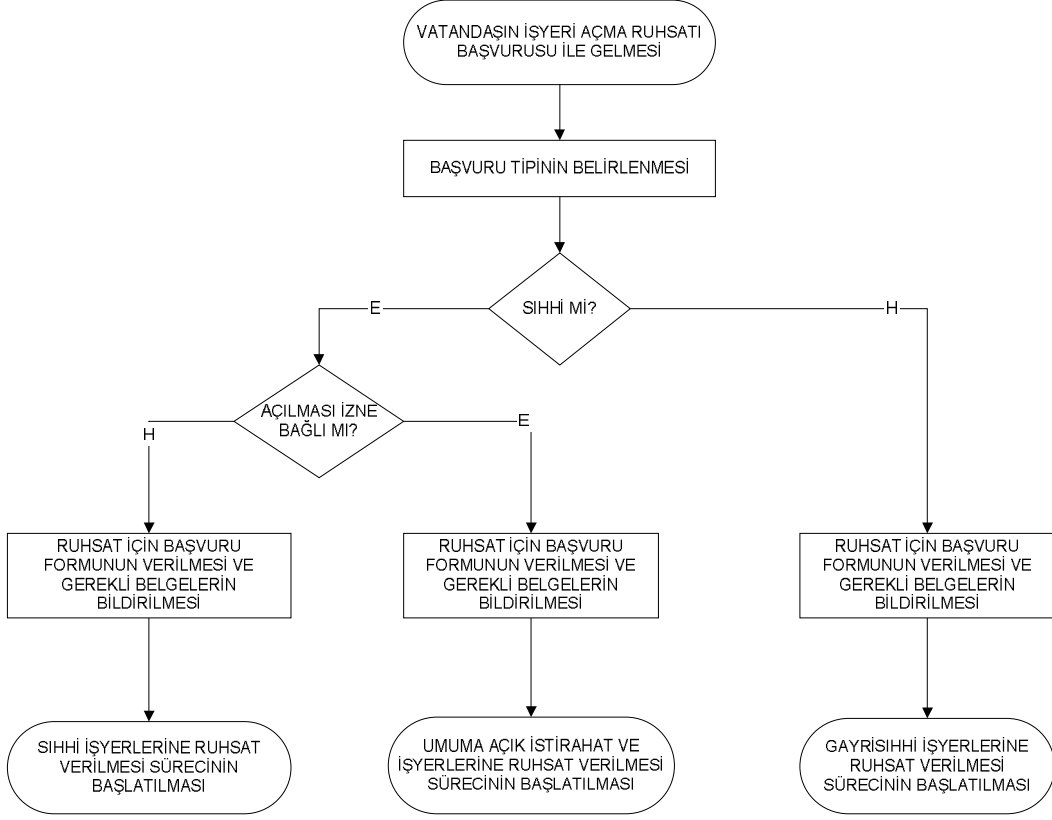 VATANDAŞIN İŞYERİ AÇMA RUHSATI
BAŞVURUSU İLE GELMESİ
BAŞVURU TİPİNİN BELİRLENMESİ
SIHHİ Mİ?
E
H
AÇILMASI İZNE
BAĞLI MI?
H
E
RUHSAT İÇİN BAŞVURU
FORMUNUN VERİLMESİ VE
GEREKLİ BELGELERİN
BİLDİRİLMESİ
RUHSAT İÇİN BAŞVURU
FORMUNUN VERİLMESİ VE
GEREKLİ BELGELERİN
BİLDİRİLMESİ
RUHSAT İÇİN BAŞVURU
FORMUNUN VERİLMESİ VE
GEREKLİ BELGELERİN
BİLDİRİLMESİ
SIHHİ İŞYERLERİNE RUHSAT
VERİLMESİ SÜRECİNİN
BAŞLATILMASI
UMUMA AÇIK İSTİRAHAT VE
İŞYERLERİNE RUHSAT VERİLMESİ
SÜRECİNİN BAŞLATILMASI
GAYRİSIHHİ İŞYERLERİNE
RUHSAT VERİLMESİ
SÜRECİNİN BAŞLATILMASI